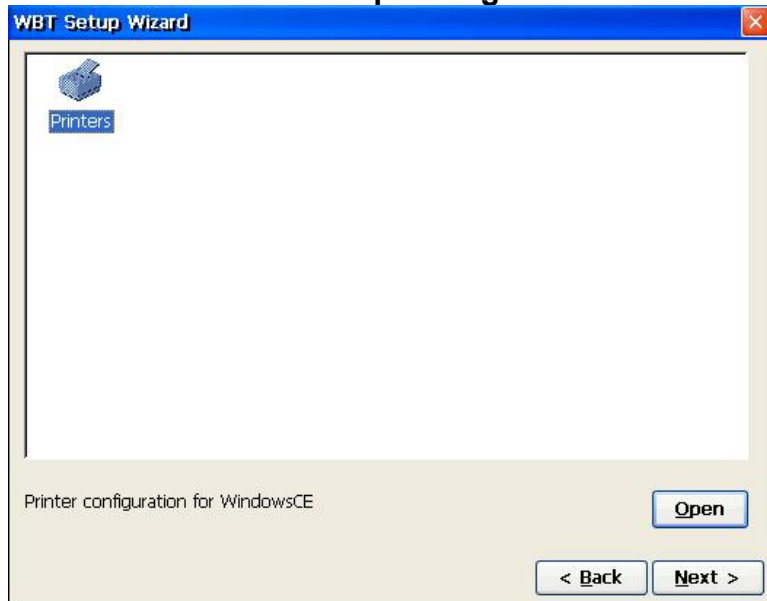 WBT Setup Wizard
Printers
Printer configuration for WindowsCE
Open
< Back
Next >